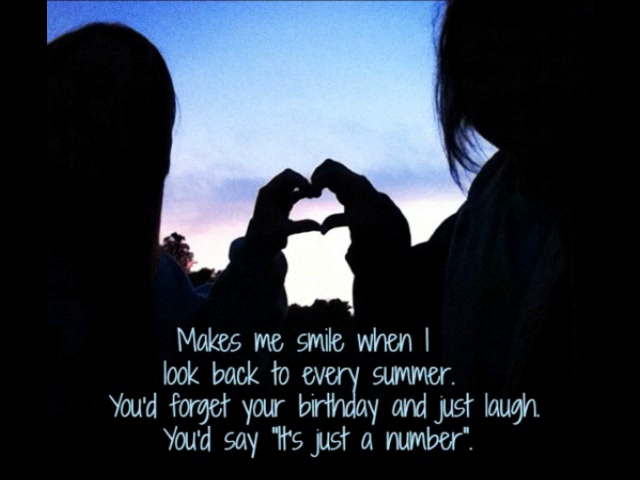 Makes me smile when I
look back to every summer.
You'd forget your birthday and just laugh.
You'd say "It's just a number".